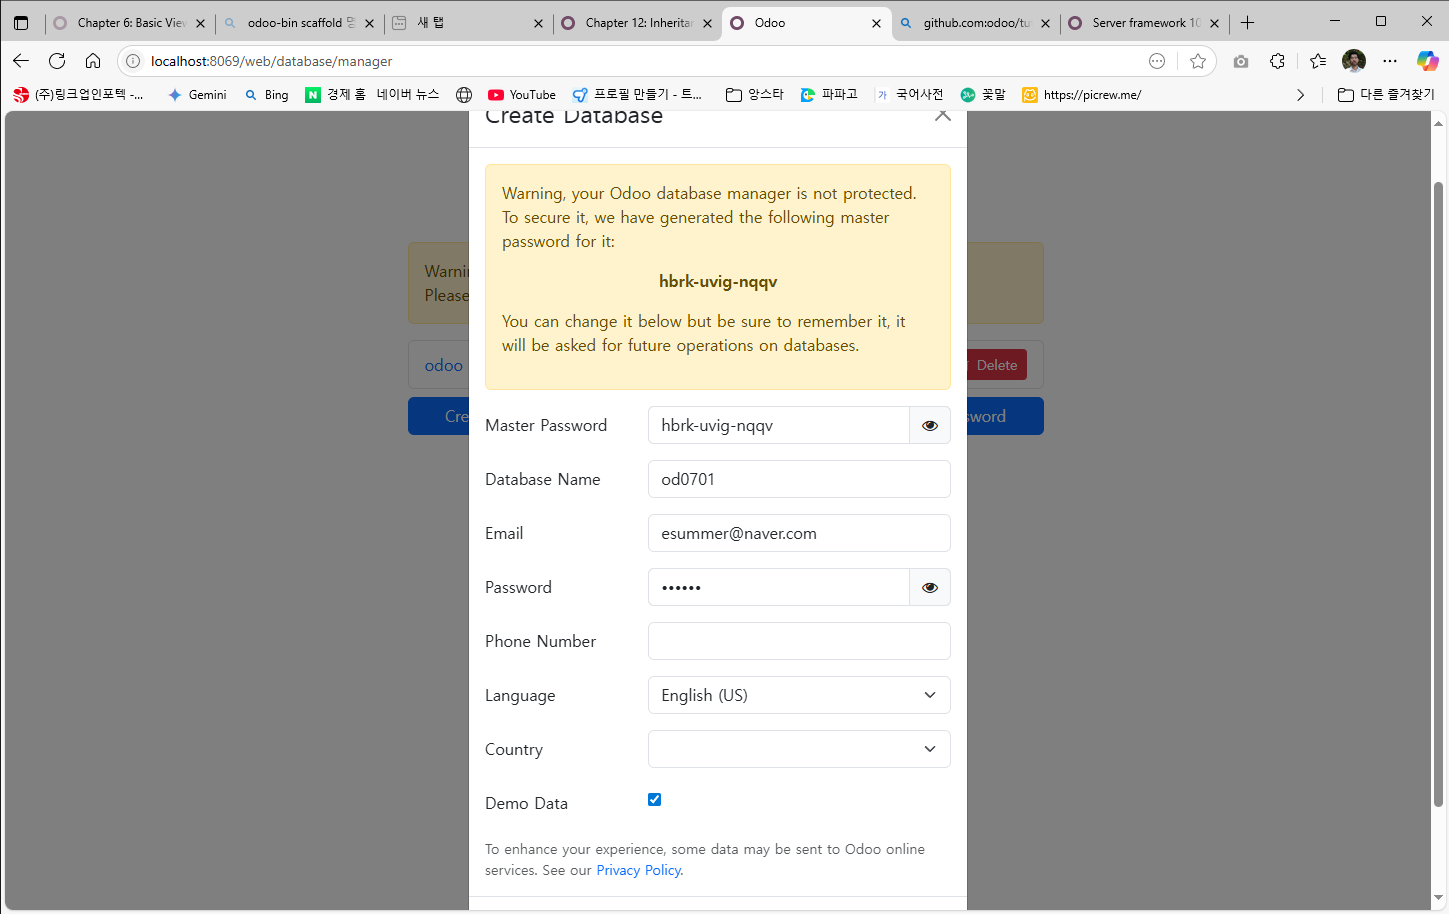 Chapter 6: Basic View
odoo-bin scaffold 명
새 탭
Chapter 12: Inheritan
Odoo
github.com:odoo/tu
Server framework 10
localhost:8069/web/database/manager
(주)링크업인포텍 -...
Gemini
Bing
경제 홈
네이버 뉴스
YouTube
프로필 만들기 - 트...
앙스타
파파고
국어사전
꽃말
https://picrew.me/
다른 즐겨찾기
Create Database
Warning, your Odoo database manager is not protected.
To secure it, we have generated the following master
password for it:
hbrk-uvig-nqqv
You can change it below but be sure to remember it, it
will be asked for future operations on databases.
Warni
Please
odoo
Delete
Cre
sword
Master Password
hbrk-uvig-nqqv
Database Name
od0701
Email
esummer@naver.com
Password
••••••
Phone Number
Language
English (US)
Country
Demo Data
To enhance your experience, some data may be sent to Odoo online
services. See our Privacy Policy.